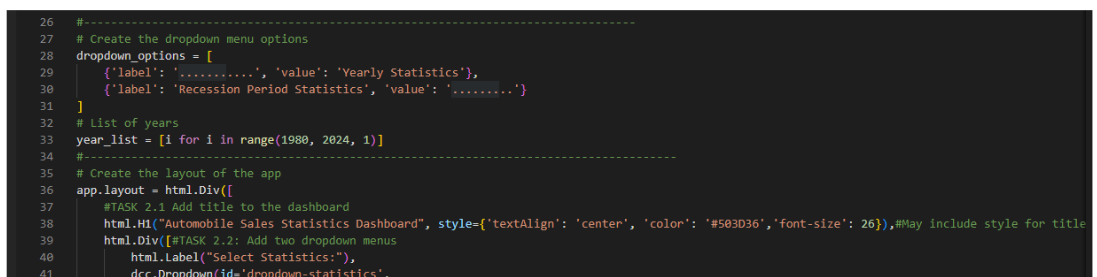 26 #-----------------------------------------------------------------------------------
27 # Create the dropdown menu options
28 dropdown_options = [
29 {'label': '...........', 'value': 'Yearly Statistics'},
30 {'label': 'Recession Period Statistics', 'value': '.........'}
31 ]
32 # List of years
33 year_list = [i for i in range(1980, 2024, 1)]
34 #-----------------------------------------------------------------------------------------
35 # Create the layout of the app
36 app.layout = html.Div([
37 #TASK 2.1 Add title to the dashboard
38 html.H1("Automobile Sales Statistics Dashboard", style={'textAlign': 'center', 'color': '#503D36','font-size': 26}),#May include style for title
39 html.Div([#TASK 2.2: Add two dropdown menus
40 html.Label("Select Statistics:"),
41 dcc.Dropdown(id='dropdown-statistics',